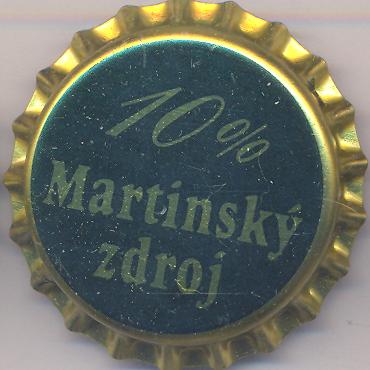 10%
Martinský
zdroj